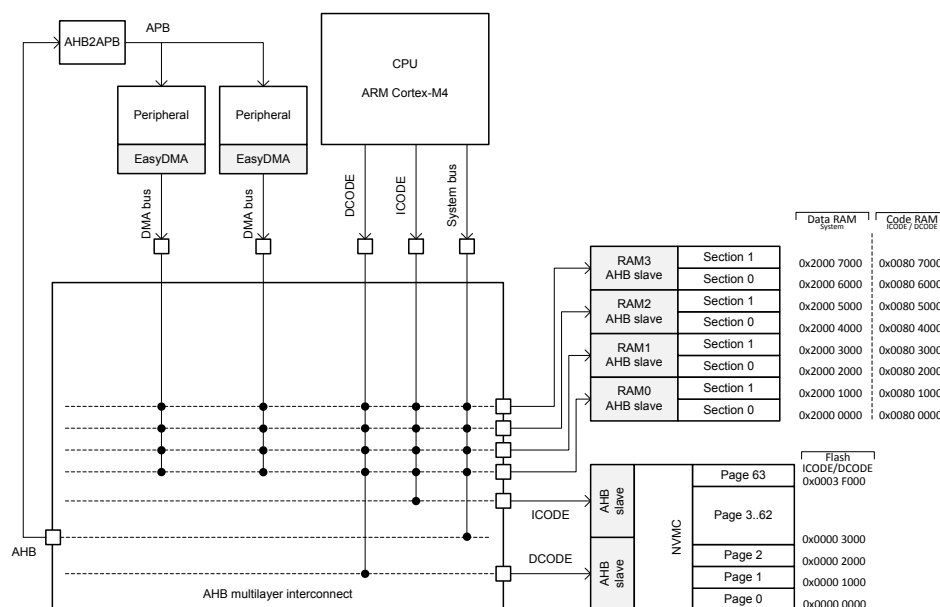 AHB2APB
APB
CPU
ARM Cortex-M4
Peripheral
Peripheral
EasyDMA
EasyDMA
DMA bus
DMA bus
DCODE
ICODE
System bus
Data RAM
System
Code RAM
ICODE / DCODE
RAM3
AHB slave
Section 1
Section 0
0x2000 7000
0x0080 7000
0x2000 6000
0x0080 6000
RAM2
AHB slave
Section 1
Section 0
0x2000 5000
0x0080 5000
0x2000 4000
0x0080 4000
RAM1
AHB slave
Section 1
Section 0
0x2000 3000
0x0080 3000
0x2000 2000
0x0080 2000
RAM0
AHB slave
Section 1
Section 0
0x2000 1000
0x0080 1000
0x2000 0000
0x0080 0000
Flash
ICODE/DCODE
0x0003 F000
ICODE
AHB
slave
NVMC
Page 63
Page 3..62
0x0000 3000
AHB
DCODE
AHB
slave
Page 2
0x0000 2000
Page 1
0x0000 1000
Page 0
0x0000 0000
AHB multilayer interconnect